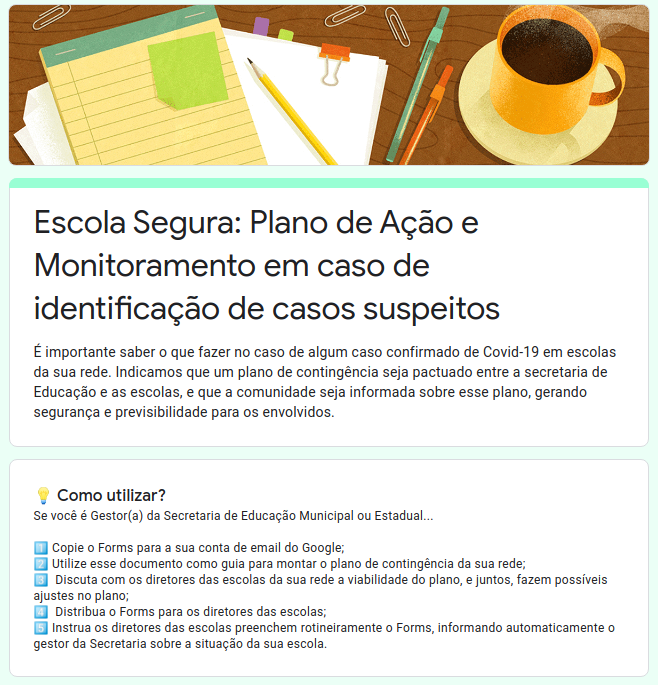 Escola Segura: Plano de Ação e
Monitoramento em caso de
identificação de casos suspeitos
É importante saber o que fazer no caso de algum caso confirmado de Covid-19 em escolas
da sua rede. Indicamos que um plano de contingência seja pactuado entre a secretaria de
Educação e as escolas, e que a comunidade seja informada sobre esse plano, gerando
segurança e previsibilidade para os envolvidos.
💡 Como utilizar?
Se você é Gestor(a) da Secretaria de Educação Municipal ou Estadual...
1️⃣ Copie o Forms para a sua conta de email do Google;
2️⃣ Utilize esse documento como guia para montar o plano de contingência da sua rede;
3️⃣ Discuta com os diretores das escolas da sua rede a viabilidade do plano, e juntos, fazem possíveis
ajustes no plano;
4️⃣ Distribua o Forms para os diretores das escolas;
5️⃣ Instrua os diretores das escolas preenchem rotineiramente o Forms, informando automaticamente o
gestor da Secretaria sobre a situação da sua escola.